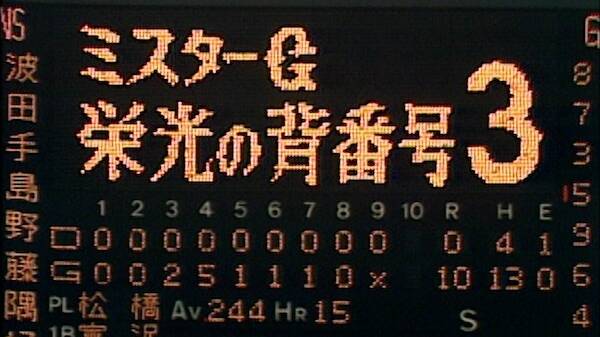 NS
ミスターG
G
栄光の背番号3
波
田
手
島
野
藤
隅
8
7
3
5
9
6
4
1 2 3 4 5 6 7 8 9 10 R H E
D 0 0 0 0 0 0 0 0 0 0 4 1
G 0 0 2 5 1 1 1 0 x 10 13 0
PL 松橋 Av.244 HR 15
1B
S